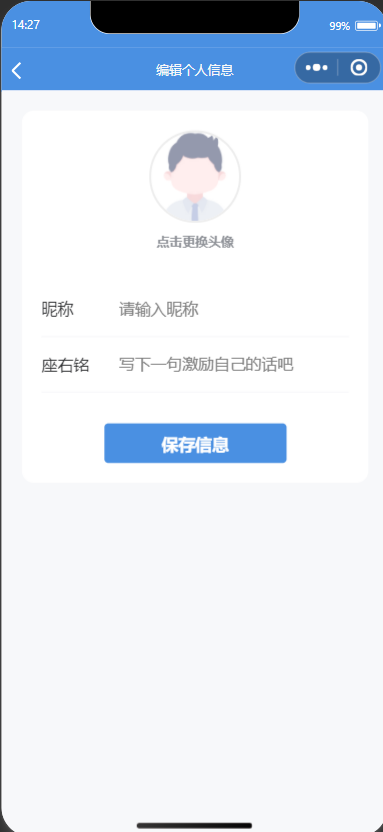 14:27
99%
编辑个人信息
点击更换头像
昵称
请输入昵称
座右铭
写下一句激励自己的话吧
保存信息